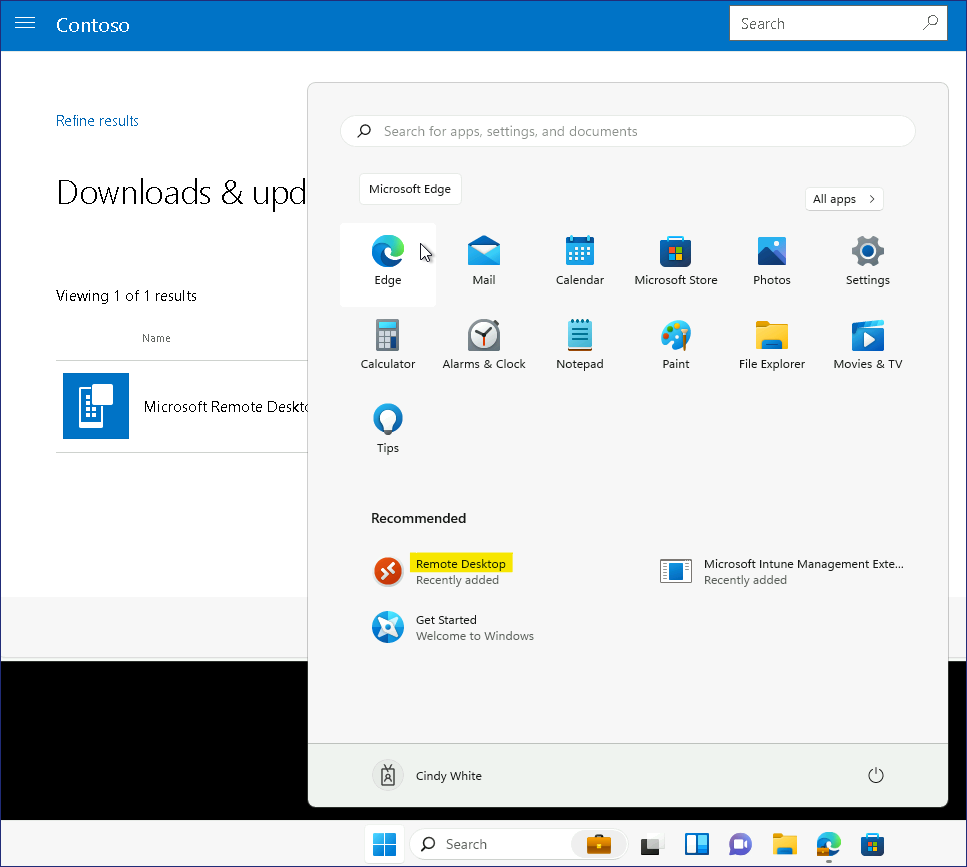 Contoso
Search
Refine results
Downloads & upd
Viewing 1 of 1 results
Name
Microsoft Remote Deskto
Search for apps, settings, and documents
Microsoft Edge
All apps
Edge
Mail
Calendar
Microsoft Store
Photos
Settings
Calculator
Alarms & Clock
Notepad
Paint
File Explorer
Movies & TV
Tips
Recommended
Remote Desktop
Recently added
Microsoft Intune Management Exte...
Recently added
Get Started
Welcome to Windows
Cindy White
Search